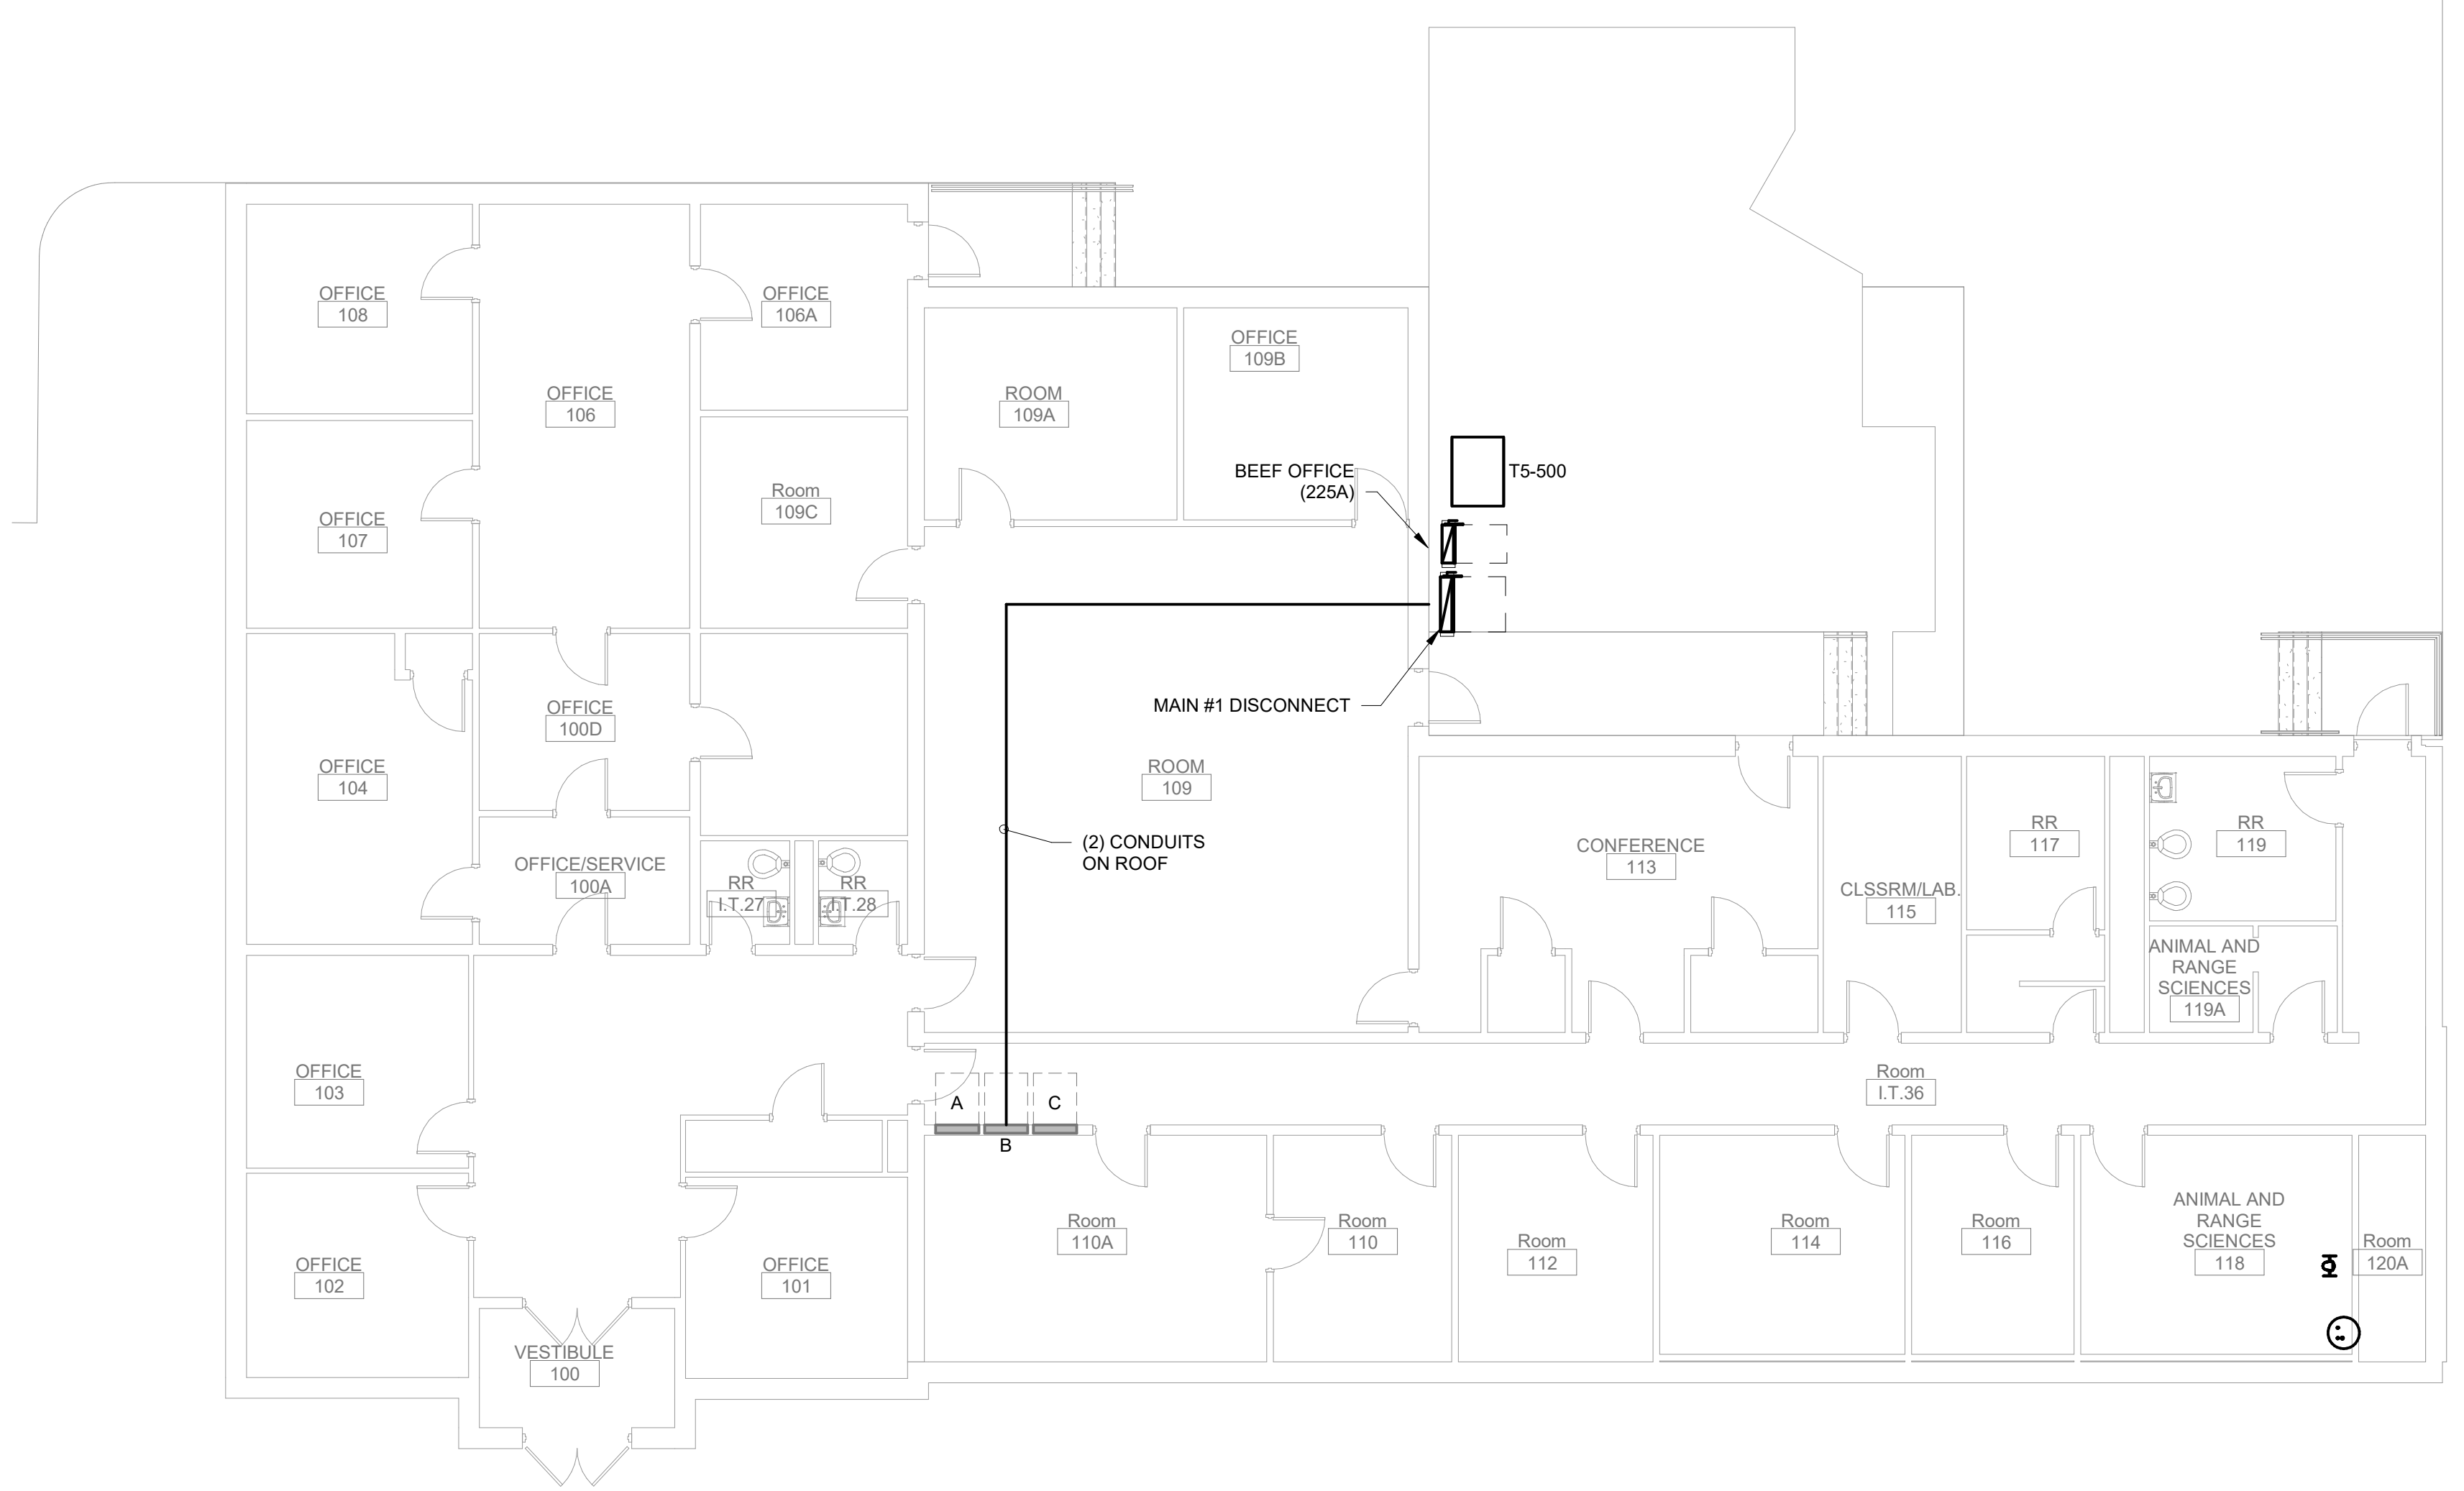 OFFICE
108
OFFICE
106A
OFFICE
109B
OFFICE
106
ROOM
109A
BEEF OFFICE
(225A)
T5-500
Room
109C
OFFICE
107
OFFICE
100D
MAIN #1 DISCONNECT
OFFICE
104
ROOM
109
(2) CONDUITS
ON ROOF
OFFICE/SERVICE
100A
RR
I.T.27
RR
I.T.28
CONFERENCE
113
CLSSRM/LAB.
115
RR
117
RR
119
ANIMAL AND
RANGE
SCIENCES
119A
OFFICE
103
A
C
B
Room
I.T.36
OFFICE
102
OFFICE
101
Room
110A
Room
110
Room
112
Room
114
Room
116
ANIMAL AND
RANGE
SCIENCES
118
Room
120A
VESTIBULE
100